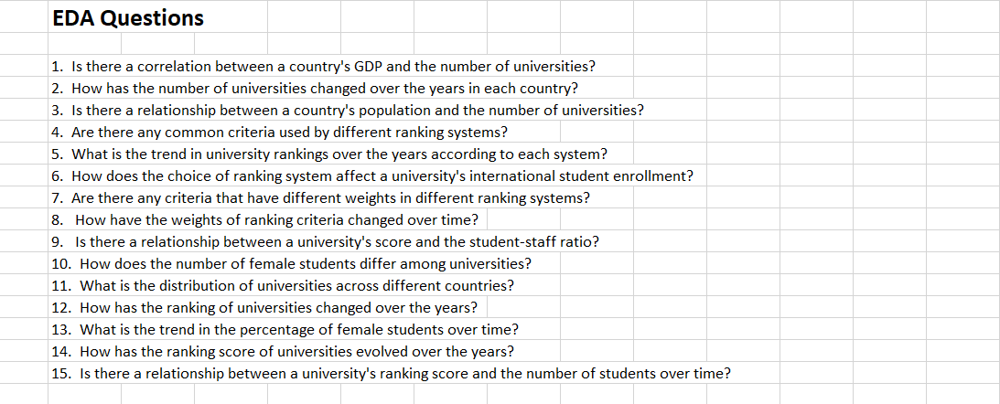 EDA Questions
1. Is there a correlation between a country's GDP and the number of universities?
2. How has the number of universities changed over the years in each country?
3. Is there a relationship between a country's population and the number of universities?
4. Are there any common criteria used by different ranking systems?
5. What is the trend in university rankings over the years according to each system?
6. How does the choice of ranking system affect a university's international student enrollment?
7. Are there any criteria that have different weights in different ranking systems?
8. How have the weights of ranking criteria changed over time?
9. Is there a relationship between a university's score and the student-staff ratio?
10. How does the number of female students differ among universities?
11. What is the distribution of universities across different countries?
12. How has the ranking of universities changed over the years?
13. What is the trend in the percentage of female students over time?
14. How has the ranking score of universities evolved over the years?
15. Is there a relationship between a university's ranking score and the number of students over time?